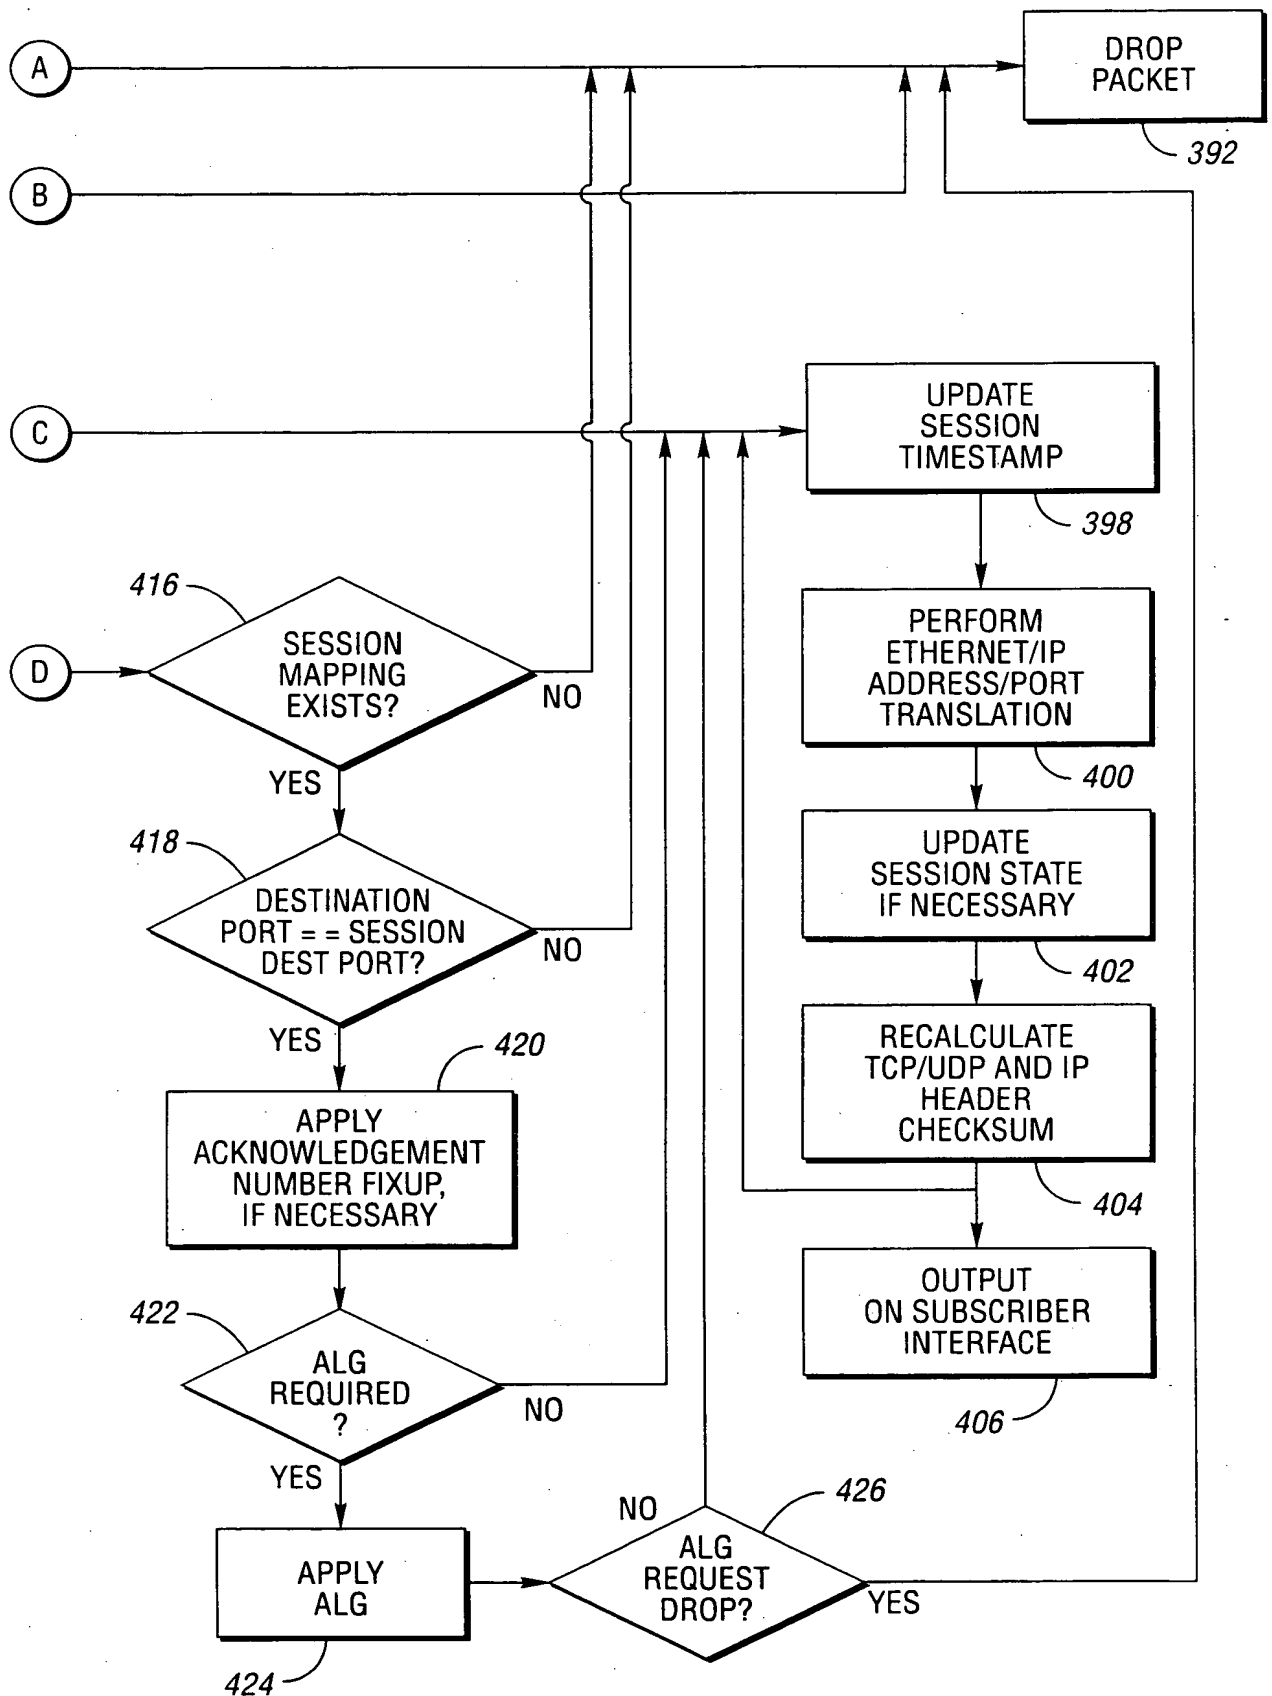 A
DROP
PACKET
392
B
C
UPDATE
SESSION
TIMESTAMP
398
416
D
SESSION
MAPPING
EXISTS?
NO
YES
PERFORM
ETHERNET/IP
ADDRESS/PORT
TRANSLATION
400
418
DESTINATION
PORT = = SESSION
DEST PORT?
NO
YES
UPDATE
SESSION STATE
IF NECESSARY
402
420
APPLY
ACKNOWLEDGEMENT
NUMBER FIXUP,
IF NECESSARY
RECALCULATE
TCP/UDP AND IP
HEADER
CHECKSUM
404
422
ALG
REQUIRED
?
NO
YES
OUTPUT
ON SUBSCRIBER
INTERFACE
406
APPLY
ALG
424
NO
426
ALG
REQUEST
DROP?
YES